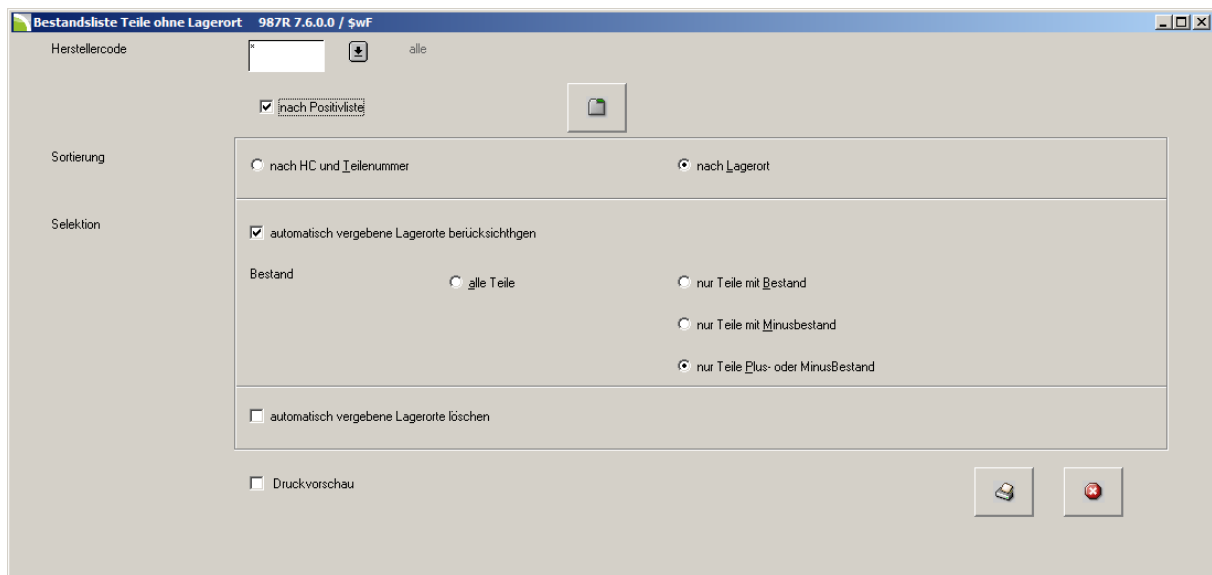 Bestandsliste Teile ohne Lagerort 987R 7.6.0.0 / $wF
Herstellercode * alle
nach Positivliste
Sortierung nach HC und Teilenummer nach Lagerort
Selektion automatisch vergebene Lagerorte berücksichthgen
Bestand alle Teile nur Teile mit Bestand
nur Teile mit Minusbestand
nur Teile Plus- oder MinusBestand
automatisch vergebene Lagerorte löschen
Druckvorschau